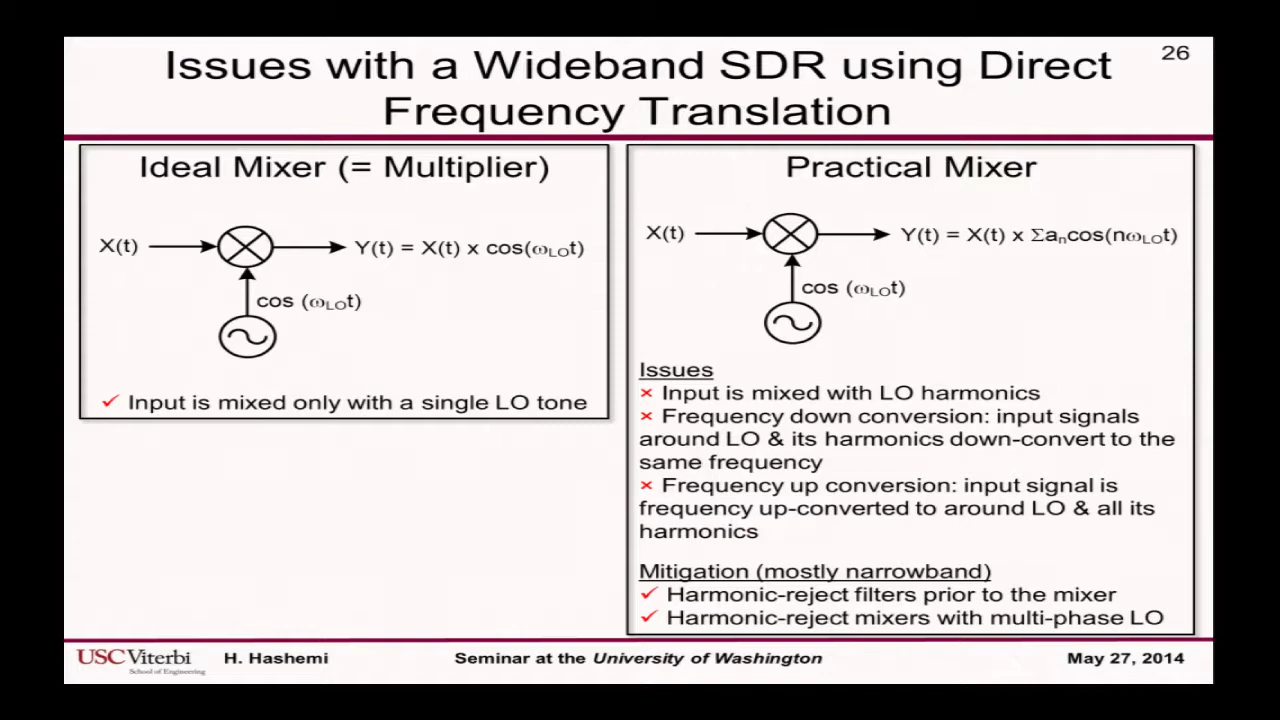 Issues with a Wideband SDR using Direct
Frequency Translation
26
Ideal Mixer (= Multiplier)
X(t)
Y(t) = X(t) x cos(ωLOt)
cos (ωLOt)
✓ Input is mixed only with a single LO tone
Practical Mixer
X(t)
Y(t) = X(t) x Σancos(nωLOt)
cos (ωLOt)
Issues
× Input is mixed with LO harmonics
× Frequency down conversion: input signals
around LO & its harmonics down-convert to the
same frequency
× Frequency up conversion: input signal is
frequency up-converted to around LO & all its
harmonics
Mitigation (mostly narrowband)
✓ Harmonic-reject filters prior to the mixer
✓ Harmonic-reject mixers with multi-phase LO
USC Viterbi
School of Engineering
H. Hashemi
Seminar at the University of Washington
May 27, 2014